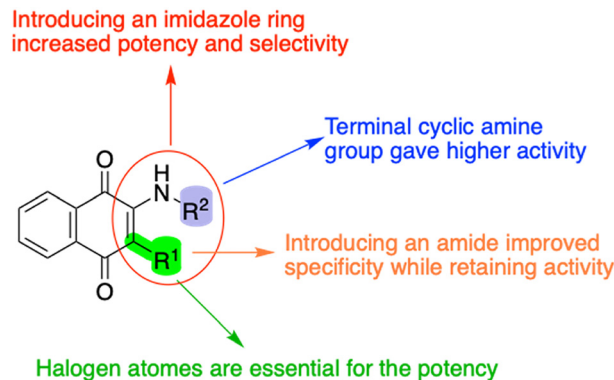 Introducing an imidazole ring
increased potency and selectivity
Terminal cyclic amine
group gave higher activity
O
H
N
R²
R¹
O
Introducing an amide improved
specificity while retaining activity
Halogen atomes are essential for the potency